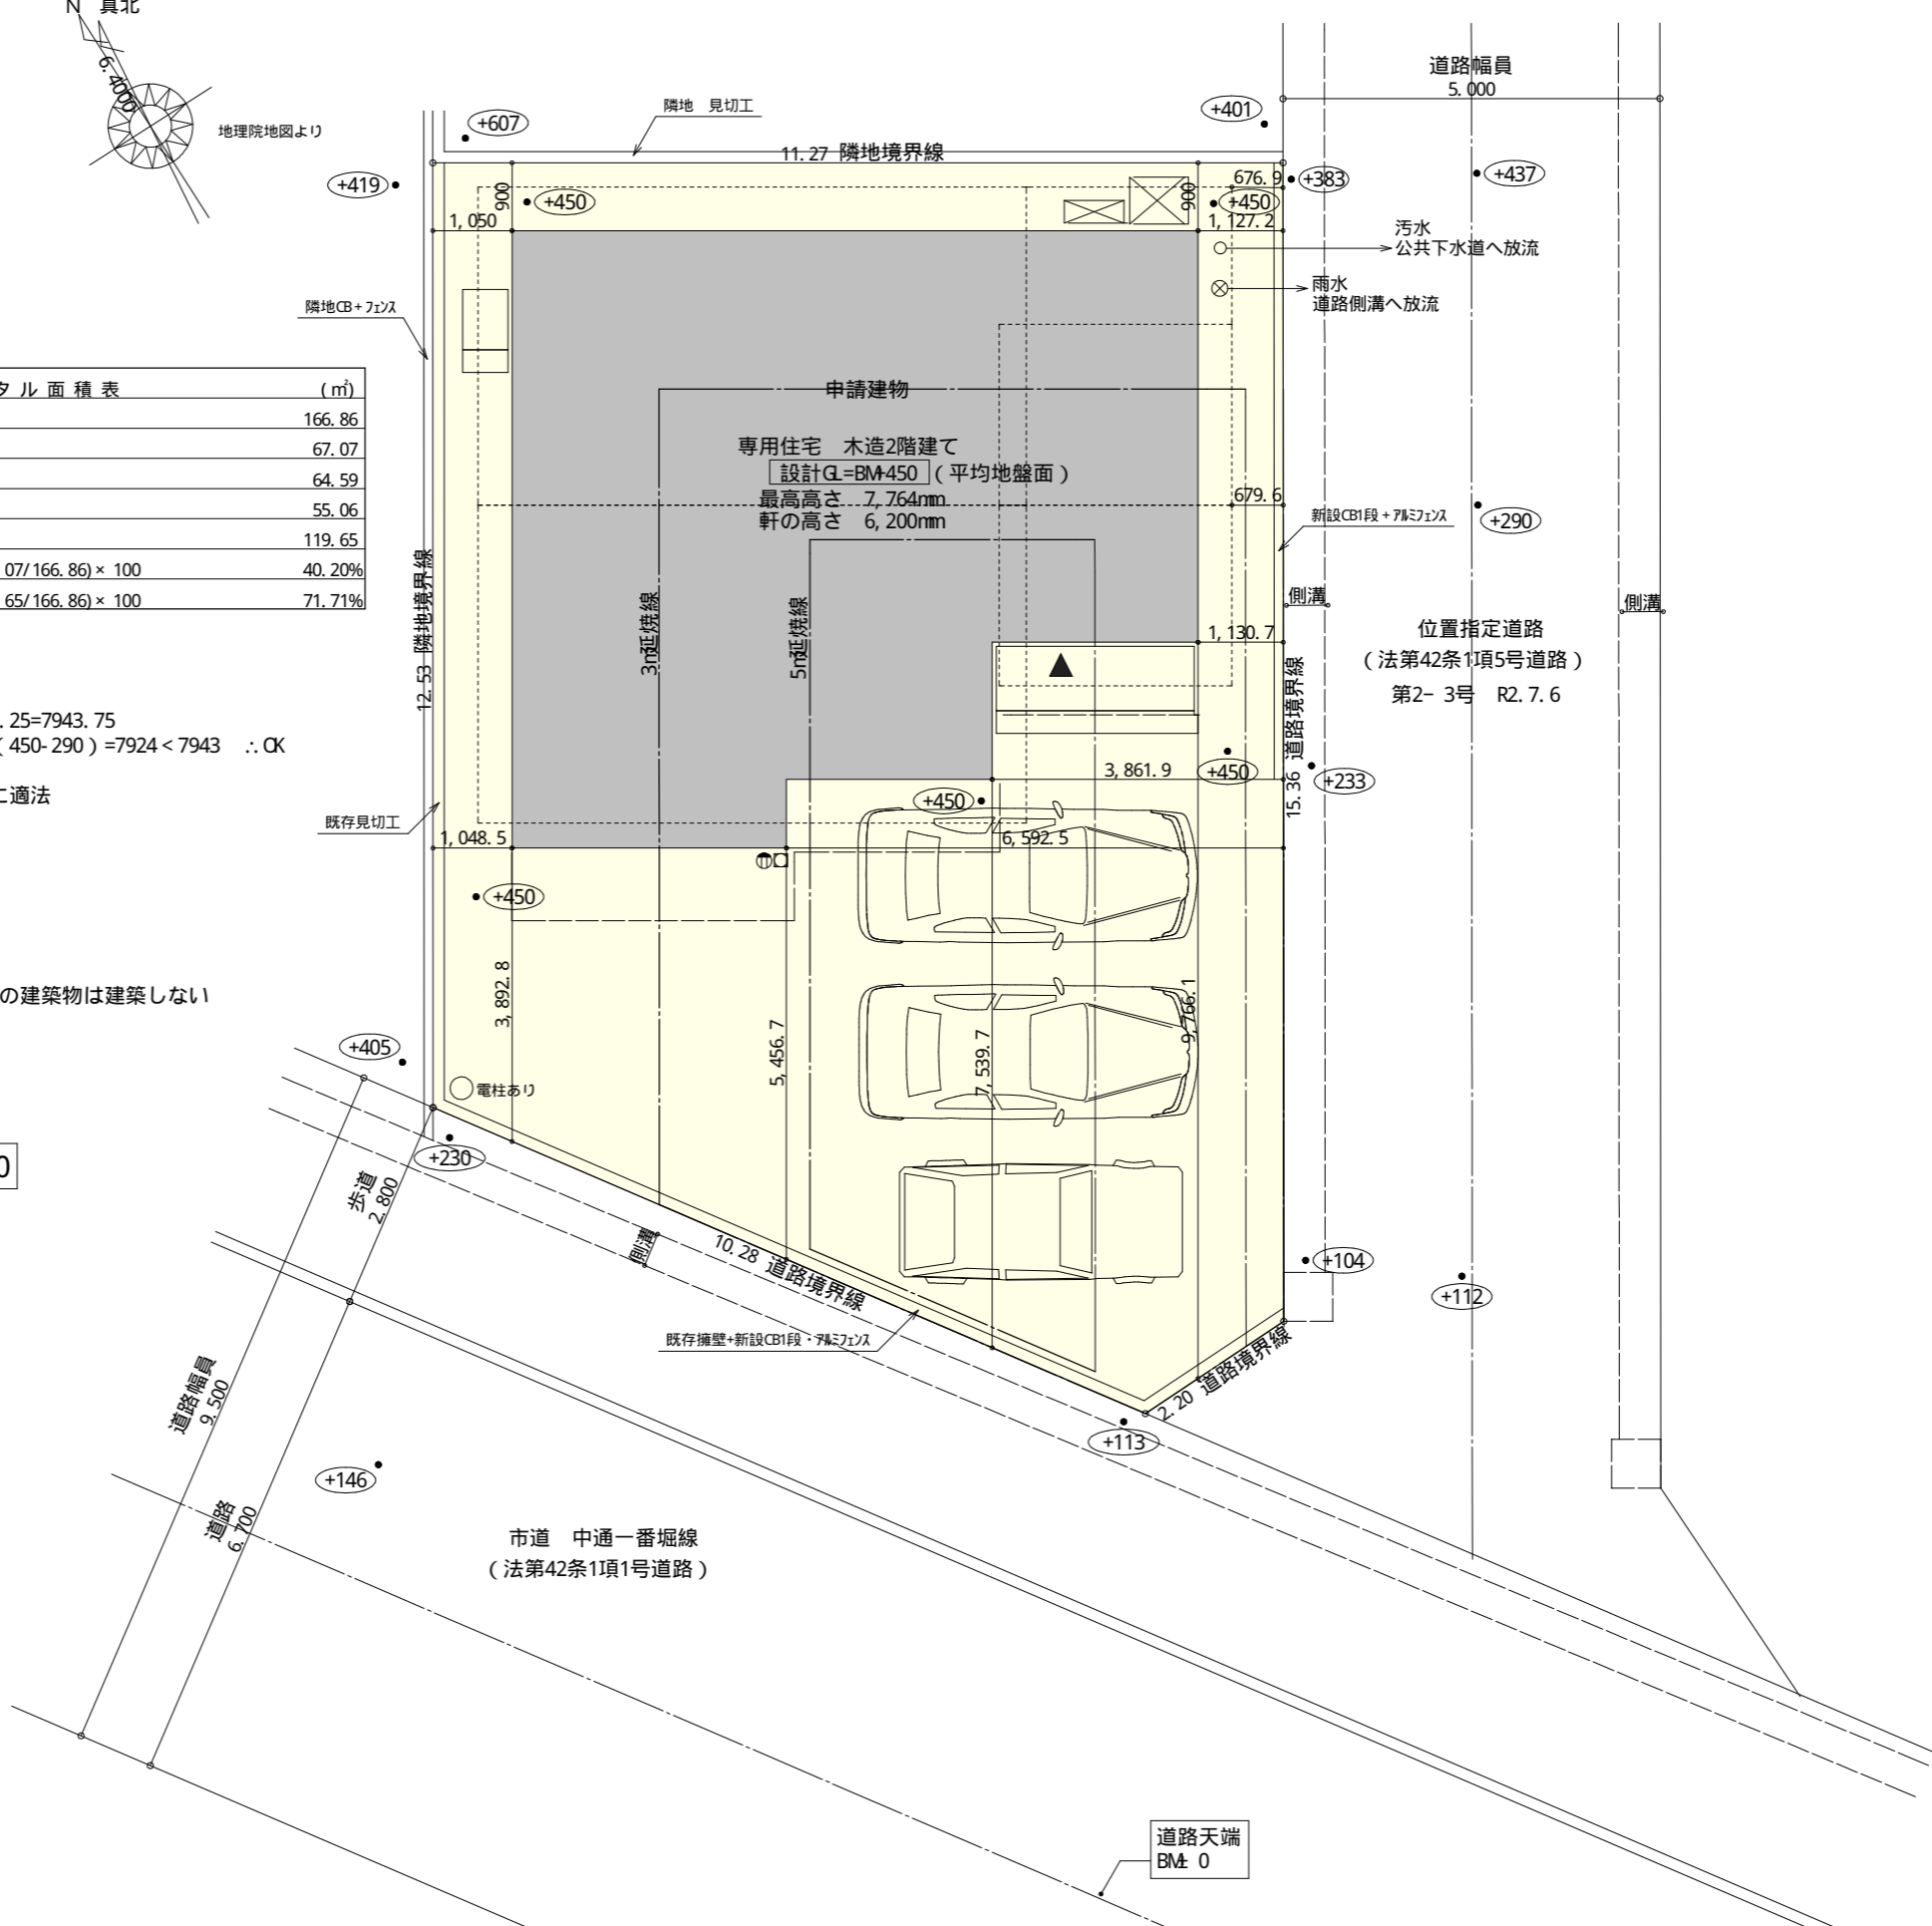 N 真北
6.4000
地理院地図より
道路幅員
5.000
隣地 見切工
+607
+401
11.27 隣地境界線
+419
+383
+437
676.9
900
+450
900
+450
1,050
1,127.2
汚水
公共下水道へ放流
雨水
道路側溝へ放流
隣地CB+フェンス
タル面積表 (㎡)
166.86
67.07
64.59
55.06
119.65
07/166.86)×100 40.20%
65/166.86)×100 71.71%
申請建物
専用住宅 木造2階建て
設計GL=BM+450 (平均地盤面)
最高高さ 7,764mm
軒の高さ 6,200mm
679.6
新設CB1段+アルミフェンス
+290
側溝
側溝
12.53 隣地境界線
3m延焼線
5m延焼線
1,130.7
位置指定道路
(法第42条1項5号道路)
第2-3号 R2.7.6
15.36 道路境界線
.25=7943.75
(450-290)=7924<7943 ∴OK
に適法
3,861.9
+450
+233
+450
既存見切工
1,048.5
6,592.5
+450
3,892.8
5,456.7
7,539.7
9,766.1
の建築物は建築しない
+405
電柱あり
+230
0
歩道
2.800
側溝
10.28 道路境界線
+104
+112
既存擁壁+新設CB1段・アルミフェンス
2.20 道路境界線
+113
道路幅員
9.500
+146
道路
6.700
市道 中通一番堀線
(法第42条1項1号道路)
道路天端
BM±0